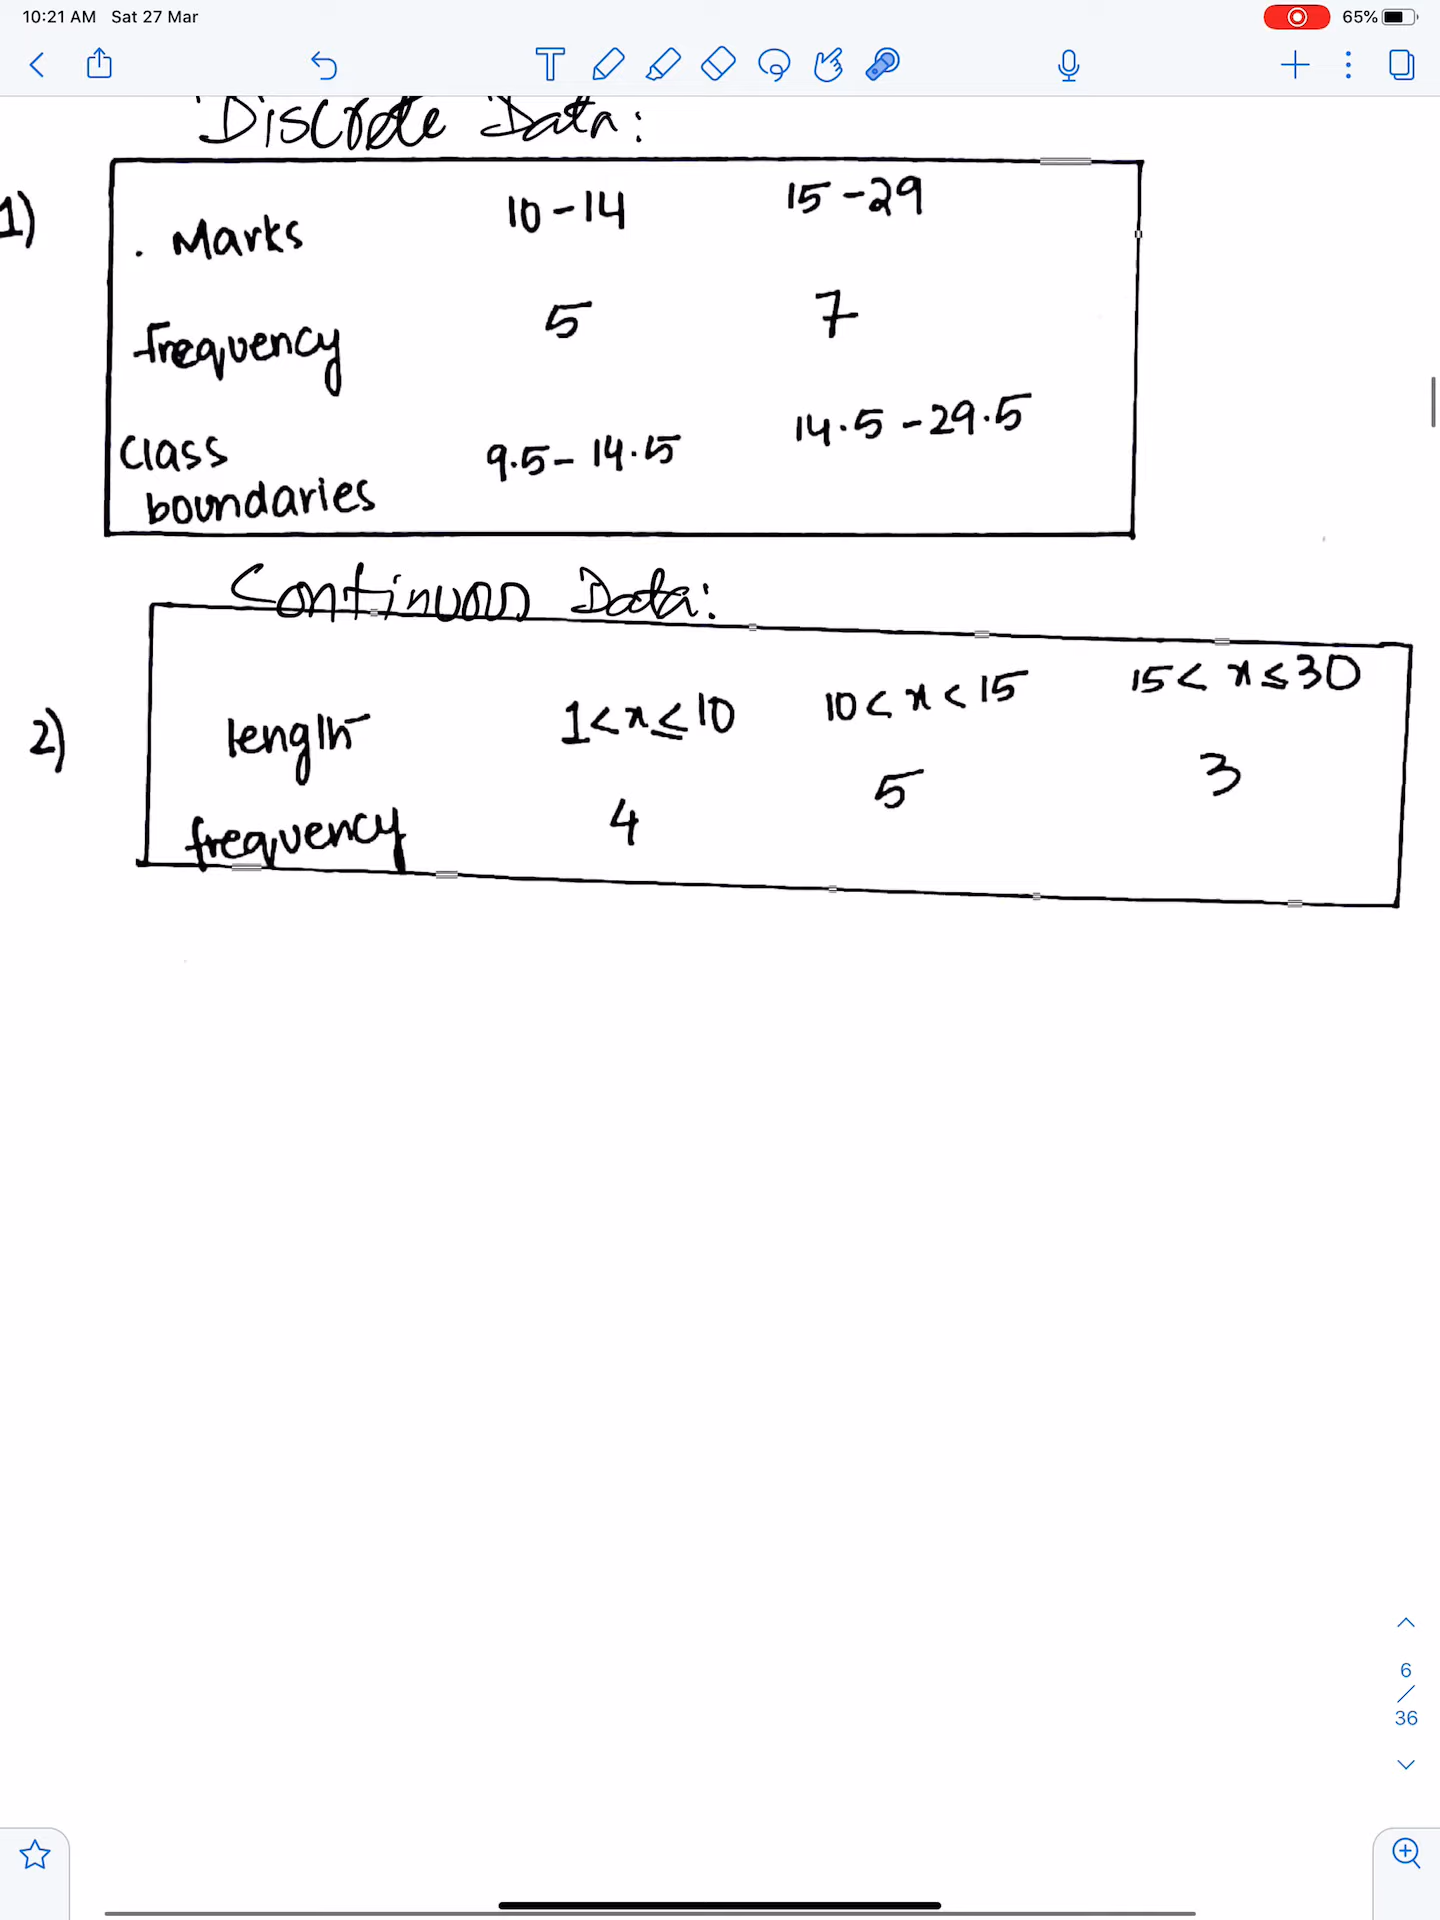 10:21 AM Sat 27 Mar 65%
Discrete Data:
1)
. Marks 10-14 15-29
frequency 5 7
Class boundaries 9.5-14.5 14.5-29.5
Continuous Data:
2)
length 1<x≤10 10<x<15 15<x≤30
frequency 4 5 3
6
/
36